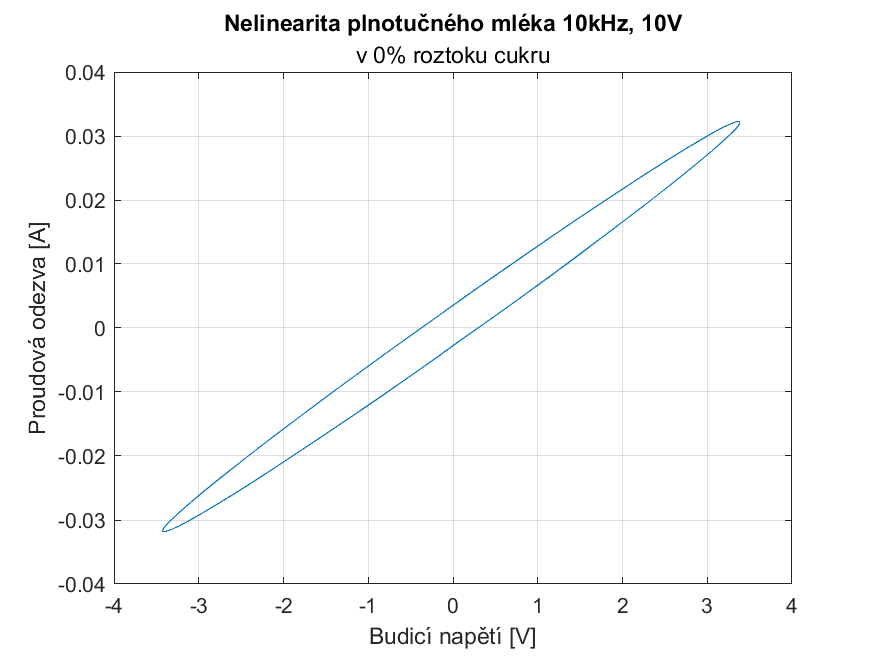 Nelinearita plnotučného mléka 10kHz, 10V
v 0% roztoku cukru
0.04
0.03
0.02
0.01
0
-0.01
-0.02
-0.03
-0.04
Proudová odezva [A]
-4 -3 -2 -1 0 1 2 3 4
Budicí napětí [V]